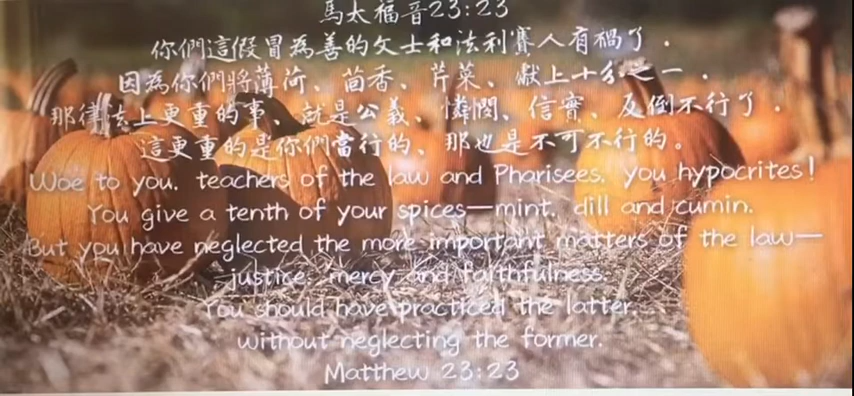 馬太福音23:23
你們這假冒為善的文士和法利賽人有禍了．
因為你們將薄荷、茴香、芹菜、獻上十分之一．
那律法上更重的事、就是公義、憐憫、信實、反倒不行了．
這更重的是你們當行的、那也是不可不行的。
Woe to you, teachers of the law and Pharisees, you hypocrites!
You give a tenth of your spices—mint, dill and cumin.
But you have neglected the more important matters of the law—
justice, mercy and faithfulness.
You should have practiced the latter,
without neglecting the former.
Matthew 23:23